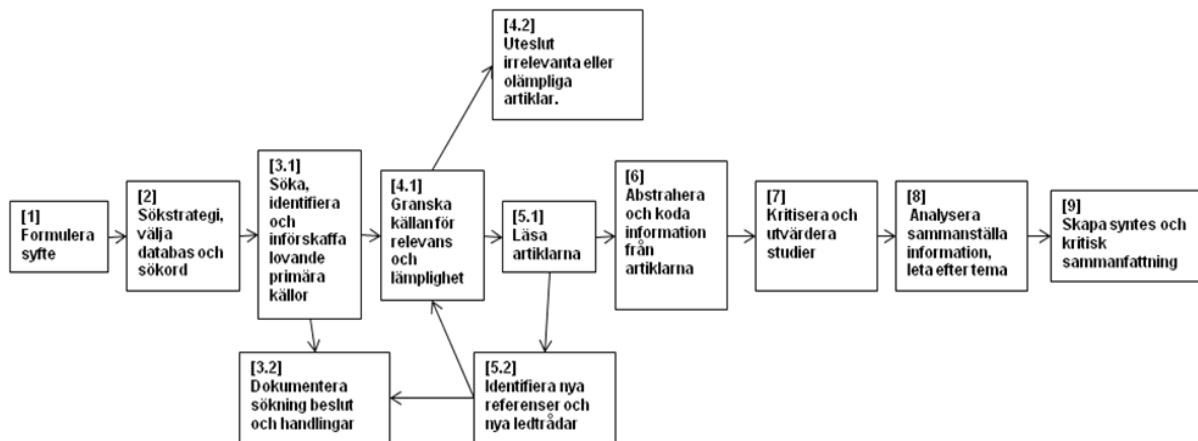 [1]
Formulera
syfte
[2]
Sökstrategi,
välja
databas och
sökord
[3.1]
Söka,
identifiera
och
införskaffa
lovande
primära
källor
[3.2]
Dokumentera
sökning beslut
och handlingar
[4.1]
Granska
källan för
relevans
och
lämplighet
[4.2]
Uteslut
irrelevanta eller
olämpliga
artiklar.
[5.1]
Läsa
artiklarna
[5.2]
Identifiera nya
referenser och
nya ledtrådar
[6]
Abstrahera
och koda
information
från
artiklarna
[7]
Kritisera och
utvärdera
studier
[8]
Analysera
sammanställa
information,
leta efter tema
[9]
Skapa syntes och
kritisk
sammanfattning